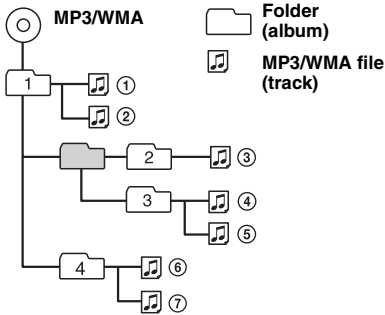 MP3/WMA
Folder
(album)
MP3/WMA file
(track)
1
①
②
2
③
3
④
⑤
4
⑥
⑦